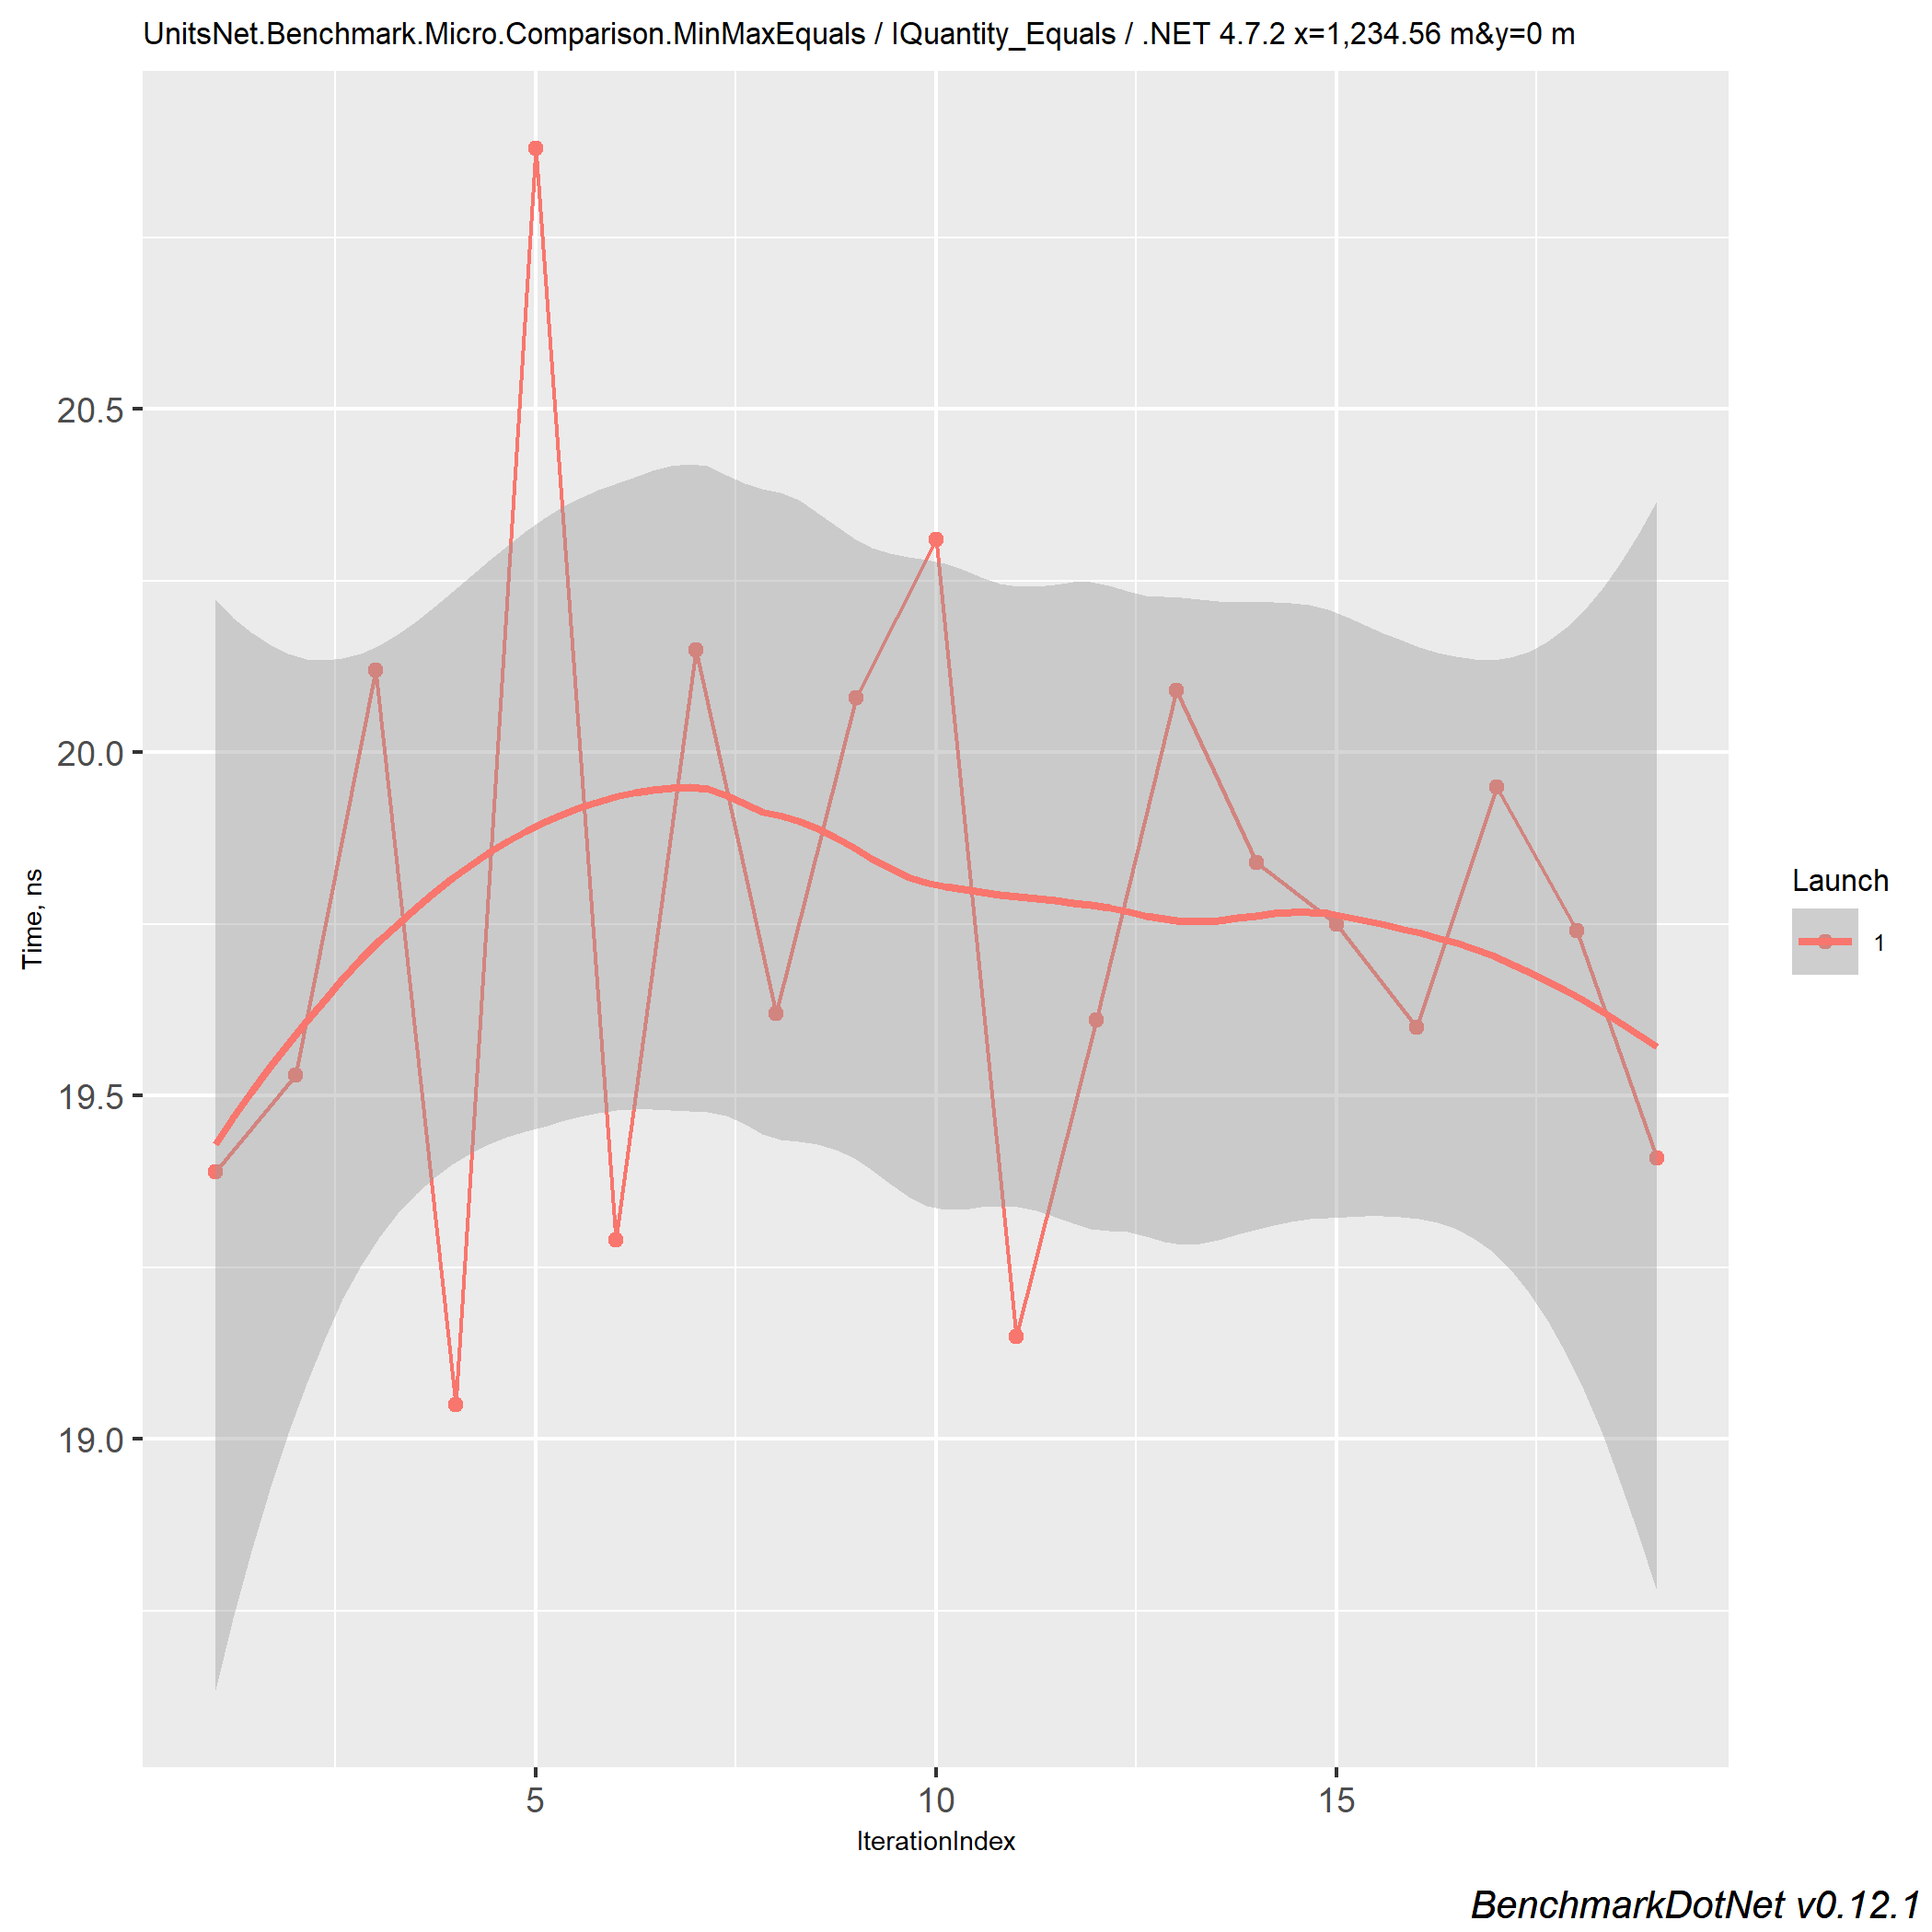 UnitsNet.Benchmark.Micro.Comparison.MinMaxEquals / IQuantity_Equals / .NET 4.7.2 x=1,234.56 m&y=0 m
20.5
20.0
19.5
19.0
Time, ns
5 10 15
IterationIndex
Launch
1
BenchmarkDotNet v0.12.1